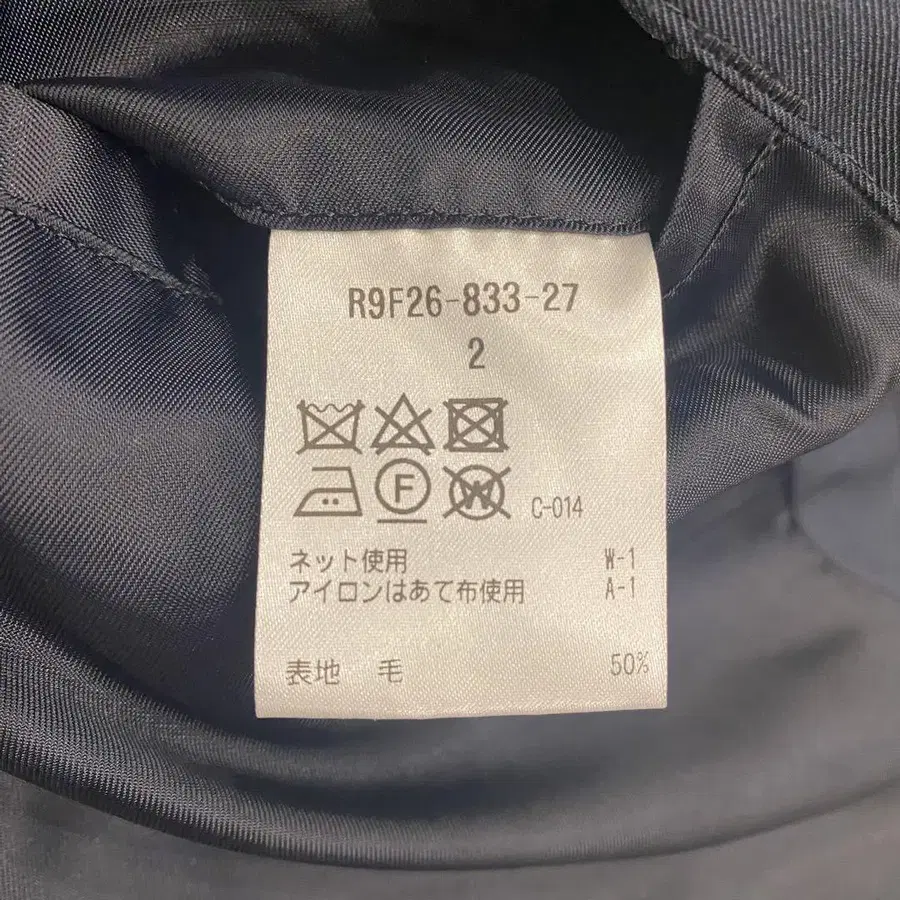 R9F26-833-27
2
F W C-014
ネット使用 W-1
アイロンはあて布使用 A-1
表地 毛 50%